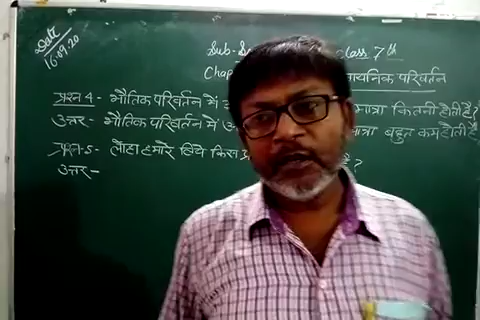 Date
16.09.20
Sub- Class 7th
Chap रासायनिक परिवर्तन
प्रश्न 4- भौतिक परिवर्तन में मात्रा कितनी होती है?
उत्तर- भौतिक परिवर्तन में मात्रा बहुत कम होती है
प्रश्न-5- लोहा हमारे लिये किस है?
उत्तर-